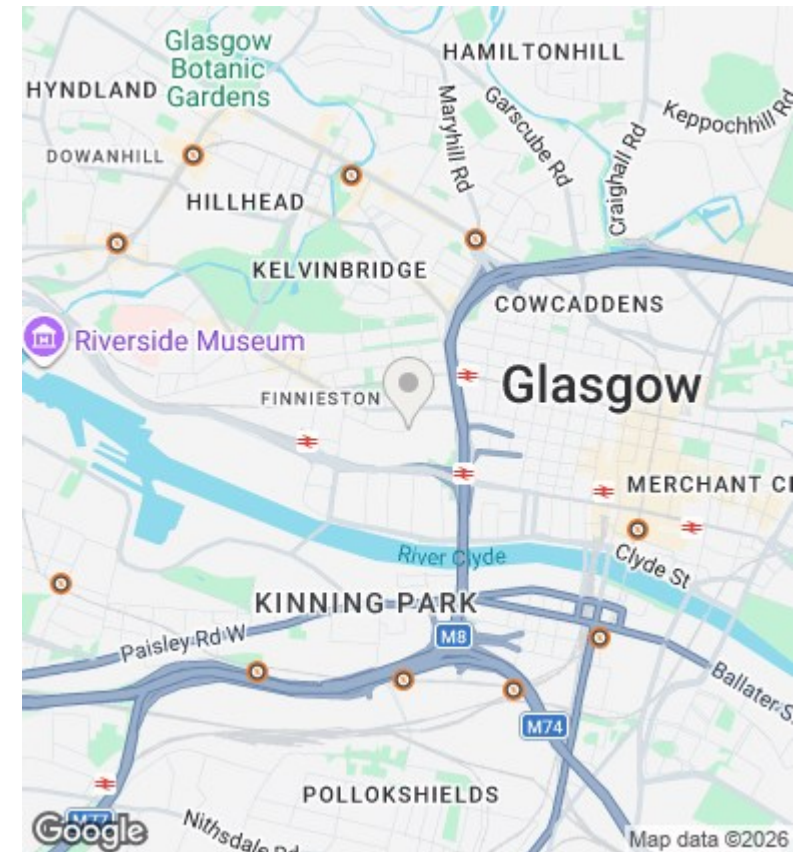 Glasgow
Botanic
Gardens
HAMILTONHILL
HYNDLAND
Maryhill Rd
Garscube Rd
Keppochhill Rd
DOWANHILL
Craighall Rd
HILLHEAD
KELVINBRIDGE
COWCADDENS
Riverside Museum
FINNIESTON
Glasgow
MERCHANT CI
River Clyde
Clyde St
KINNING PARK
Paisley Rd W
M8
Ballater S
M74
POLLOKSHIELDS
M77
Nithsdale Rd
Google
Map data ©2026